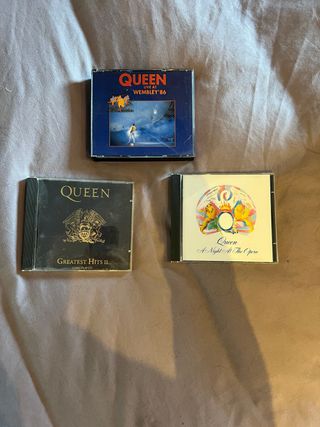 QUEEN
LIVE AT
WEMBLEY '86
QUEEN
GREATEST HITS II
Queen
A Night At The Opera